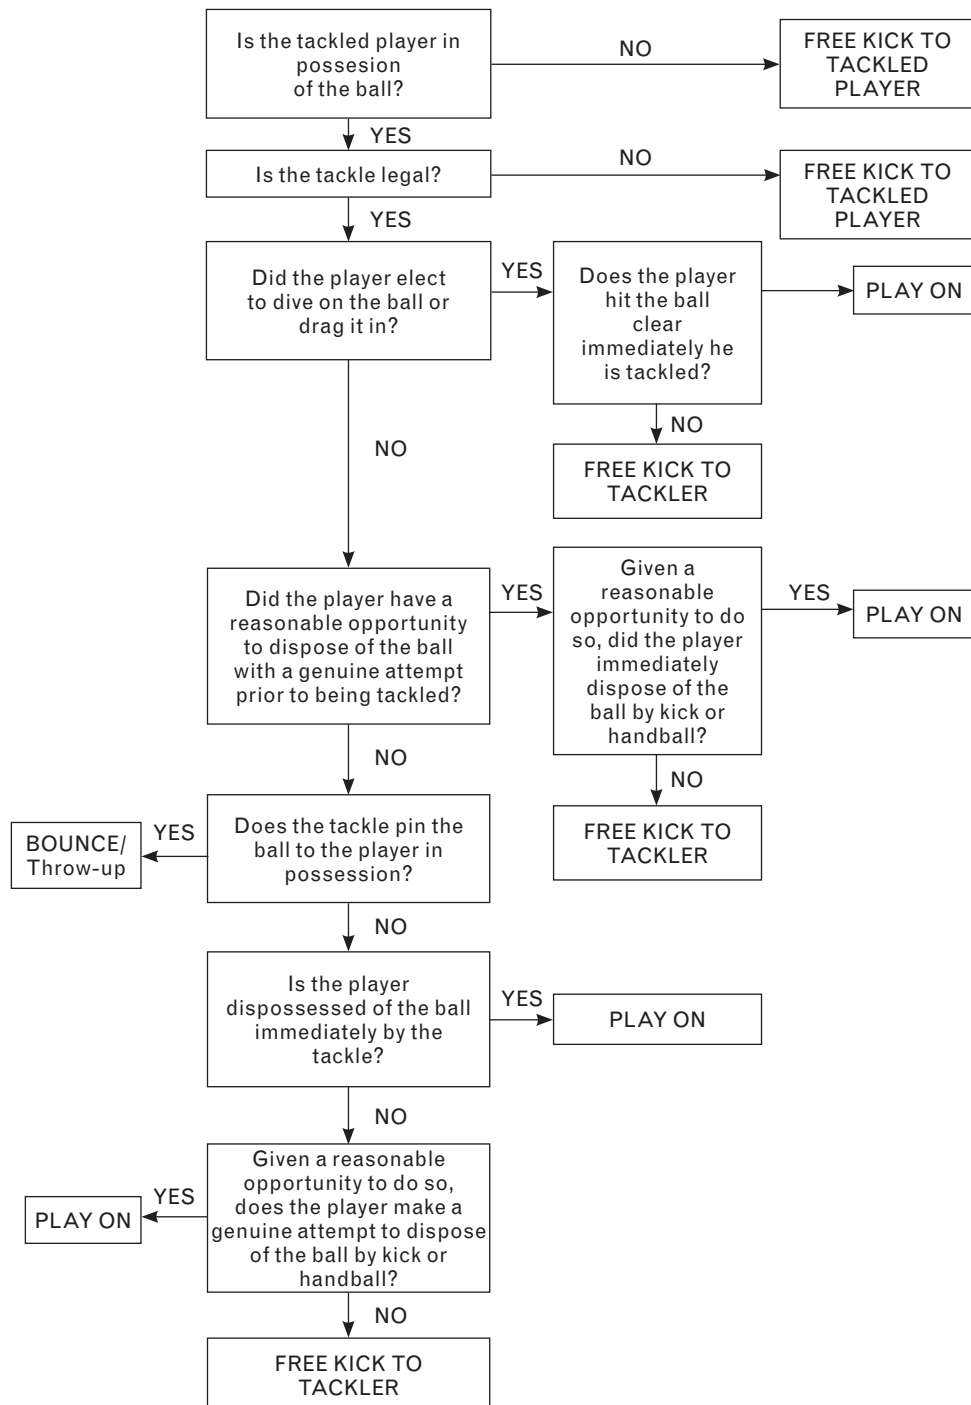 Is the tackled player in
possesion
of the ball?
NO
FREE KICK TO
TACKLED
PLAYER
YES
Is the tackle legal?
NO
FREE KICK TO
TACKLED
PLAYER
YES
Did the player elect
to dive on the ball or
drag it in?
YES
Does the player
hit the ball
clear
immediately he
is tackled?
PLAY ON
NO
FREE KICK TO
TACKLER
NO
Did the player have a
reasonable opportunity
to dispose of the ball
with a genuine attempt
prior to being tackled?
YES
Given a
reasonable
opportunity to do
so, did the player
immediately
dispose of the
ball by kick or
handball?
YES
PLAY ON
NO
FREE KICK TO
TACKLER
NO
Does the tackle pin the
ball to the player in
possession?
YES
BOUNCE/
Throw-up
NO
Is the player
dispossessed of the ball
immediately by the
tackle?
YES
PLAY ON
NO
Given a reasonable
opportunity to do so,
does the player make a
genuine attempt to dispose
of the ball by kick or
handball?
YES
PLAY ON
NO
FREE KICK TO
TACKLER